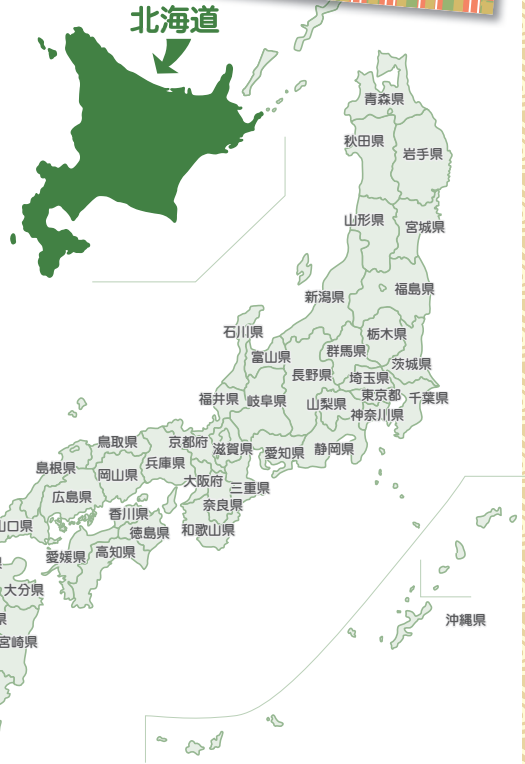 北海道
青森県
秋田県
岩手県
山形県
宮城県
新潟県
福島県
石川県
栃木県
富山県
群馬県
茨城県
長野県
埼玉県
東京都
千葉県
福井県
岐阜県
山梨県
神奈川県
鳥取県
京都府
滋賀県
愛知県
静岡県
島根県
岡山県
兵庫県
大阪府
三重県
広島県
奈良県
香川県
山口県
徳島県
和歌山県
愛媛県
高知県
県
大分県
県
宮崎県
沖縄県